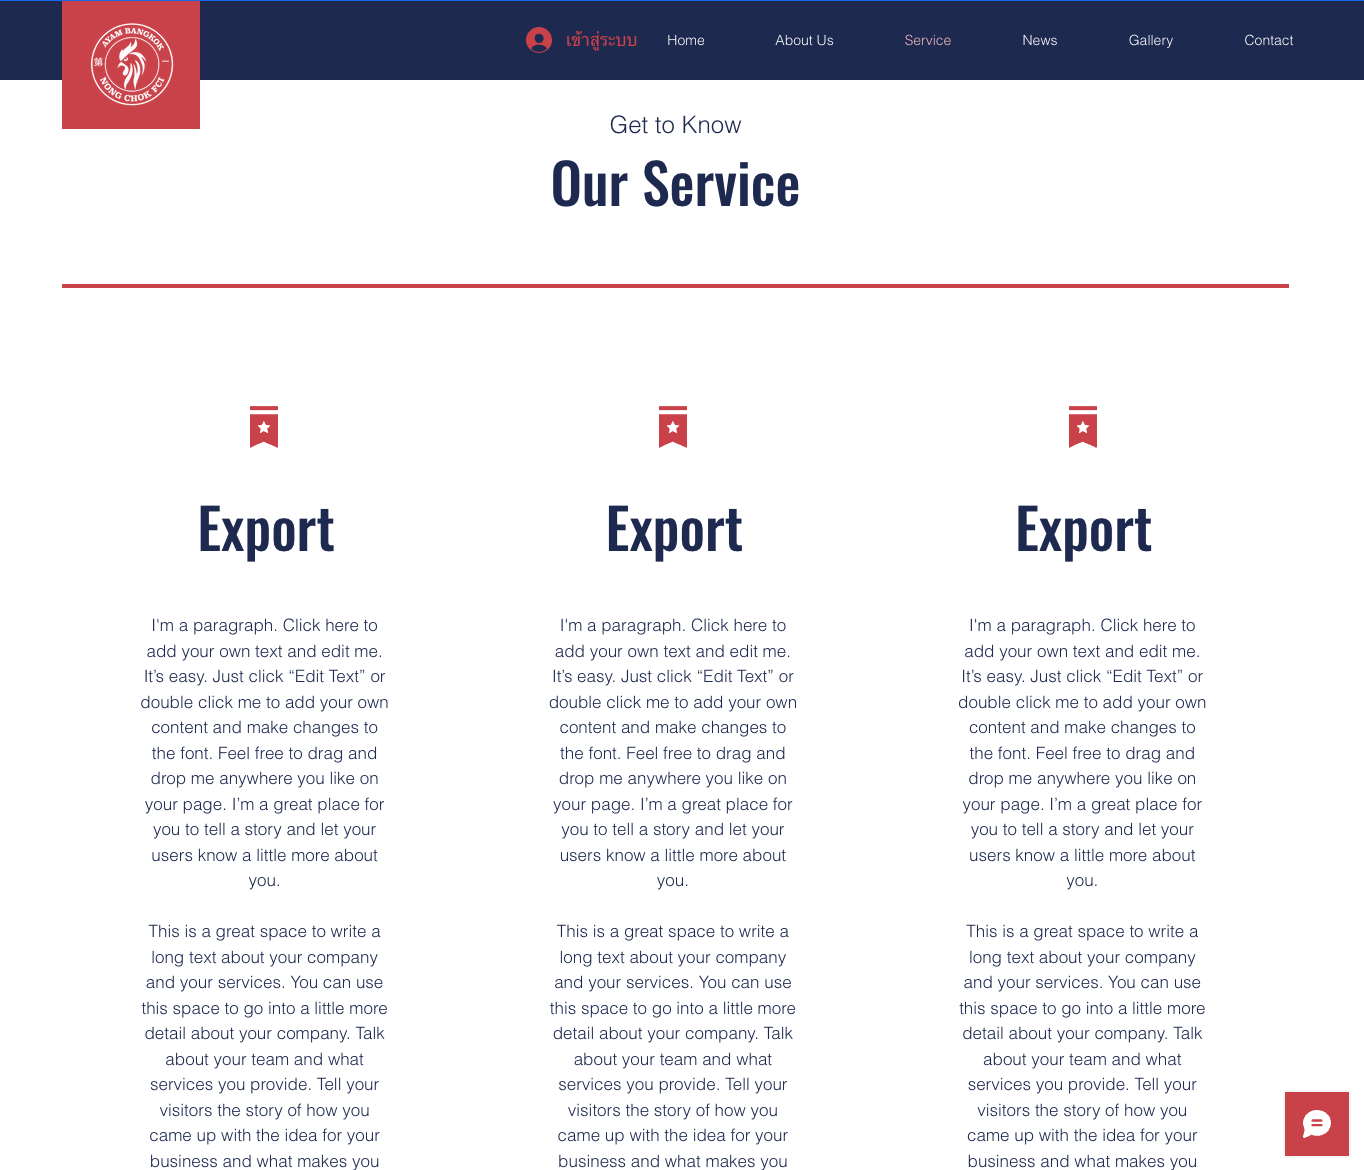 AYAM BANGKOK
第 一
NONG CHOK FCI
เข้าสู่ระบบ
Home
About Us
Service
News
Gallery
Contact
Get to Know
Our Service
Export
I'm a paragraph. Click here to
add your own text and edit me.
It’s easy. Just click “Edit Text” or
double click me to add your own
content and make changes to
the font. Feel free to drag and
drop me anywhere you like on
your page. I’m a great place for
you to tell a story and let your
users know a little more about
you.
This is a great space to write a
long text about your company
and your services. You can use
this space to go into a little more
detail about your company. Talk
about your team and what
services you provide. Tell your
visitors the story of how you
came up with the idea for your
business and what makes you
Export
I'm a paragraph. Click here to
add your own text and edit me.
It’s easy. Just click “Edit Text” or
double click me to add your own
content and make changes to
the font. Feel free to drag and
drop me anywhere you like on
your page. I’m a great place for
you to tell a story and let your
users know a little more about
you.
This is a great space to write a
long text about your company
and your services. You can use
this space to go into a little more
detail about your company. Talk
about your team and what
services you provide. Tell your
visitors the story of how you
came up with the idea for your
business and what makes you
Export
I'm a paragraph. Click here to
add your own text and edit me.
It’s easy. Just click “Edit Text” or
double click me to add your own
content and make changes to
the font. Feel free to drag and
drop me anywhere you like on
your page. I’m a great place for
you to tell a story and let your
users know a little more about
you.
This is a great space to write a
long text about your company
and your services. You can use
this space to go into a little more
detail about your company. Talk
about your team and what
services you provide. Tell your
visitors the story of how you
came up with the idea for your
business and what makes you